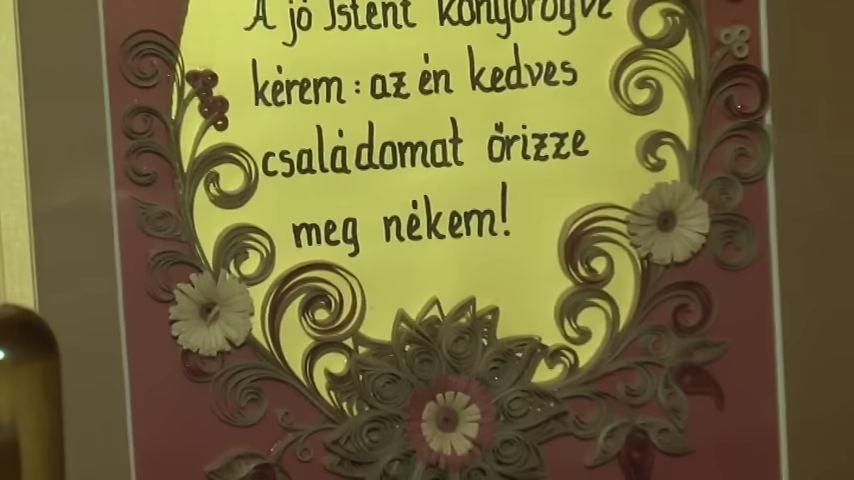 A jó Istent könyörögve
kérem: az én kedves
családomat őrizze
meg nékem!